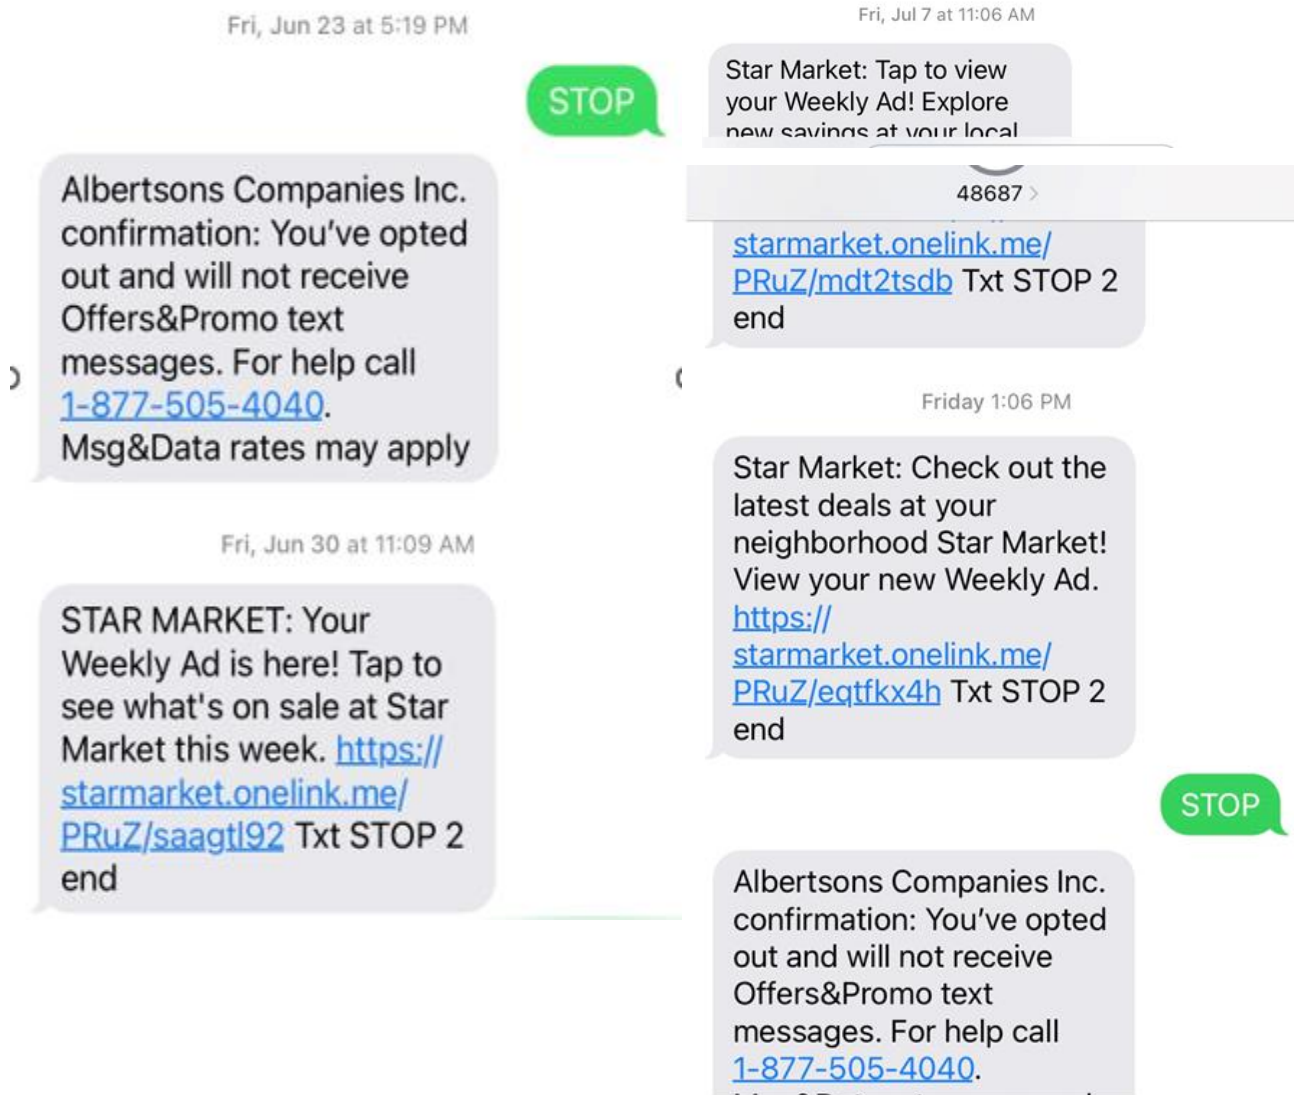 Fri, Jun 23 at 5:19 PM
STOP
Albertsons Companies Inc.
confirmation: You've opted
out and will not receive
Offers&Promo text
messages. For help call
1-877-505-4040.
Msg&Data rates may apply
Fri, Jun 30 at 11:09 AM
STAR MARKET: Your
Weekly Ad is here! Tap to
see what's on sale at Star
Market this week. https://
starmarket.onelink.me/
PRuZ/saagtl92 Txt STOP 2
end
Fri, Jul 7 at 11:06 AM
Star Market: Tap to view
your Weekly Ad! Explore
new savings at your local
48687 >
starmarket.onelink.me/
PRuZ/mdt2tsdb Txt STOP 2
end
Friday 1:06 PM
Star Market: Check out the
latest deals at your
neighborhood Star Market!
View your new Weekly Ad.
https://
starmarket.onelink.me/
PRuZ/eqtfkx4h Txt STOP 2
end
STOP
Albertsons Companies Inc.
confirmation: You've opted
out and will not receive
Offers&Promo text
messages. For help call
1-877-505-4040.